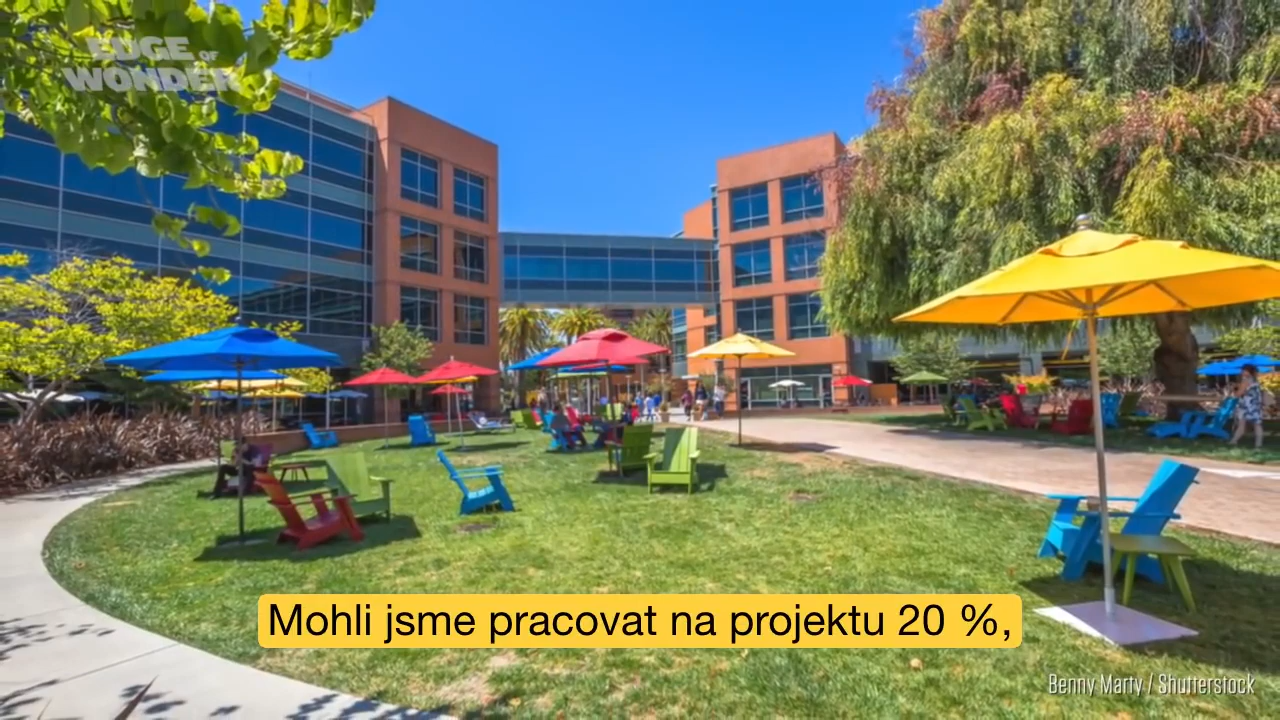 EDGE OF
WONDER
Mohli jsme pracovat na projektu 20 %,
Benny Marty / Shutterstock